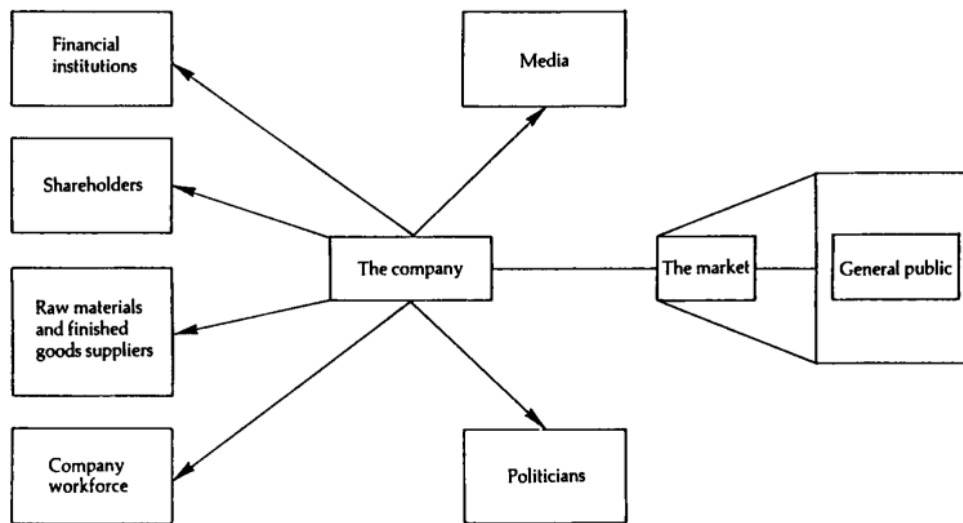 Financial
institutions
Media
Shareholders
The company
The market
General public
Raw materials
and finished
goods suppliers
Company
workforce
Politicians